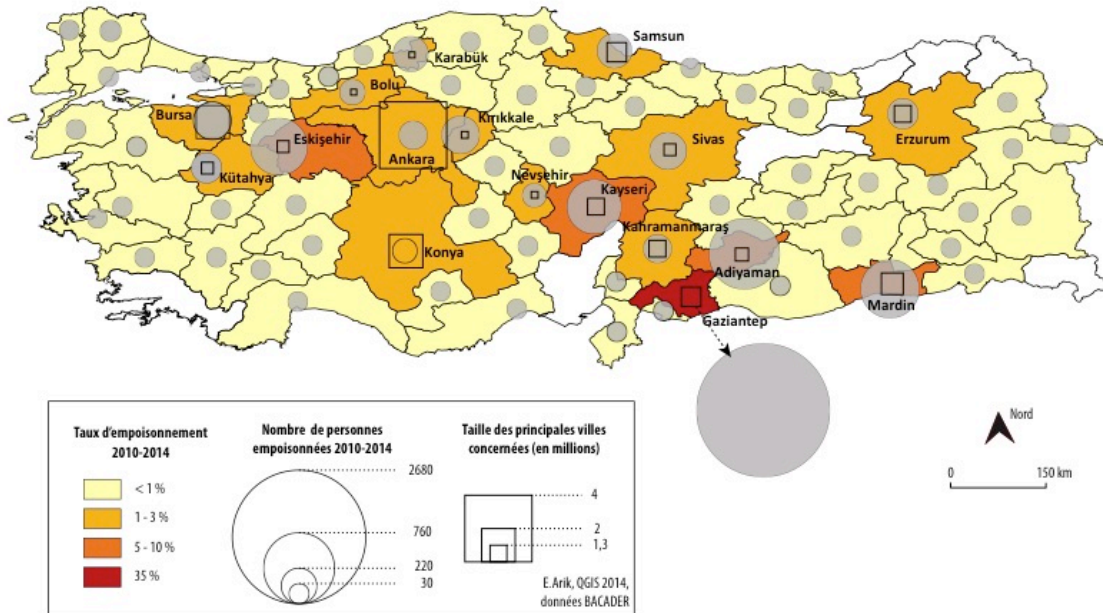 Samsun
Karabük
Bolu
Bursa
Kırıkkale
Eskişehir
Sivas
Ankara
Erzurum
Kütahya
Nevşehir
Kayseri
Kahramanmaraş
Konya
Adiyaman
Mardin
Gaziantep
Nord
0 150 km
Taux d'empoisonnement
2010-2014
< 1 %
1 - 3 %
5 - 10 %
35 %
Nombre de personnes
empoisonnées 2010-2014
2680
760
220
30
Taille des principales villes
concernées (en millions)
4
2
1,3
E. Arik, QGIS 2014,
données BACADER